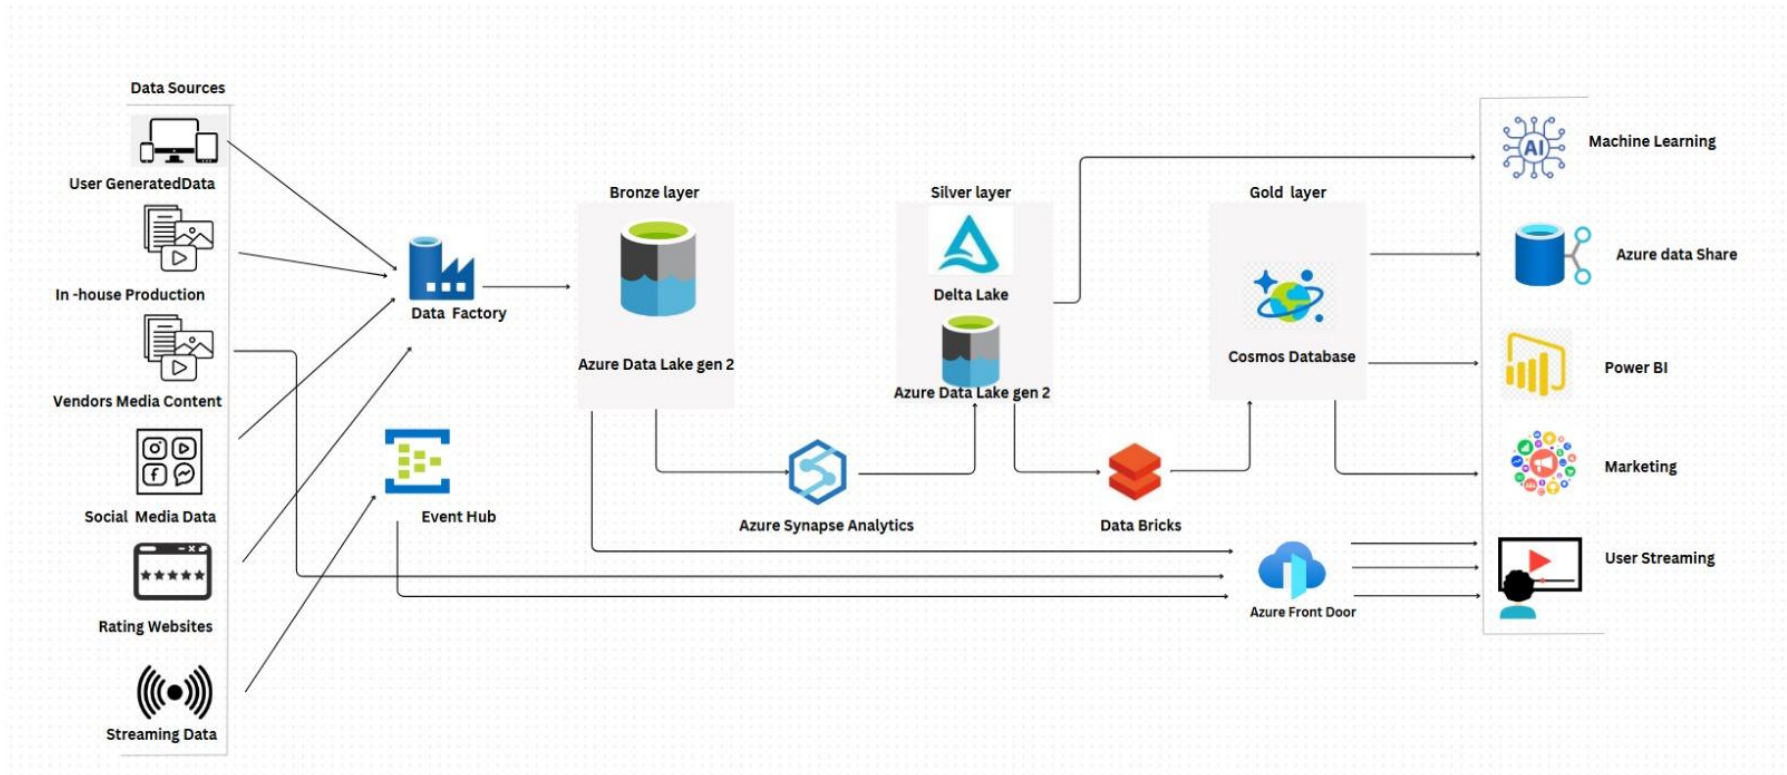 Data Sources
User GeneratedData
In -house Production
Vendors Media Content
Social Media Data
Rating Websites
Streaming Data
Data Factory
Event Hub
Bronze layer
Azure Data Lake gen 2
Azure Synapse Analytics
Silver layer
Delta Lake
Azure Data Lake gen 2
Data Bricks
Gold layer
Cosmos Database
Azure Front Door
AI
Machine Learning
Azure data Share
Power BI
Marketing
User Streaming